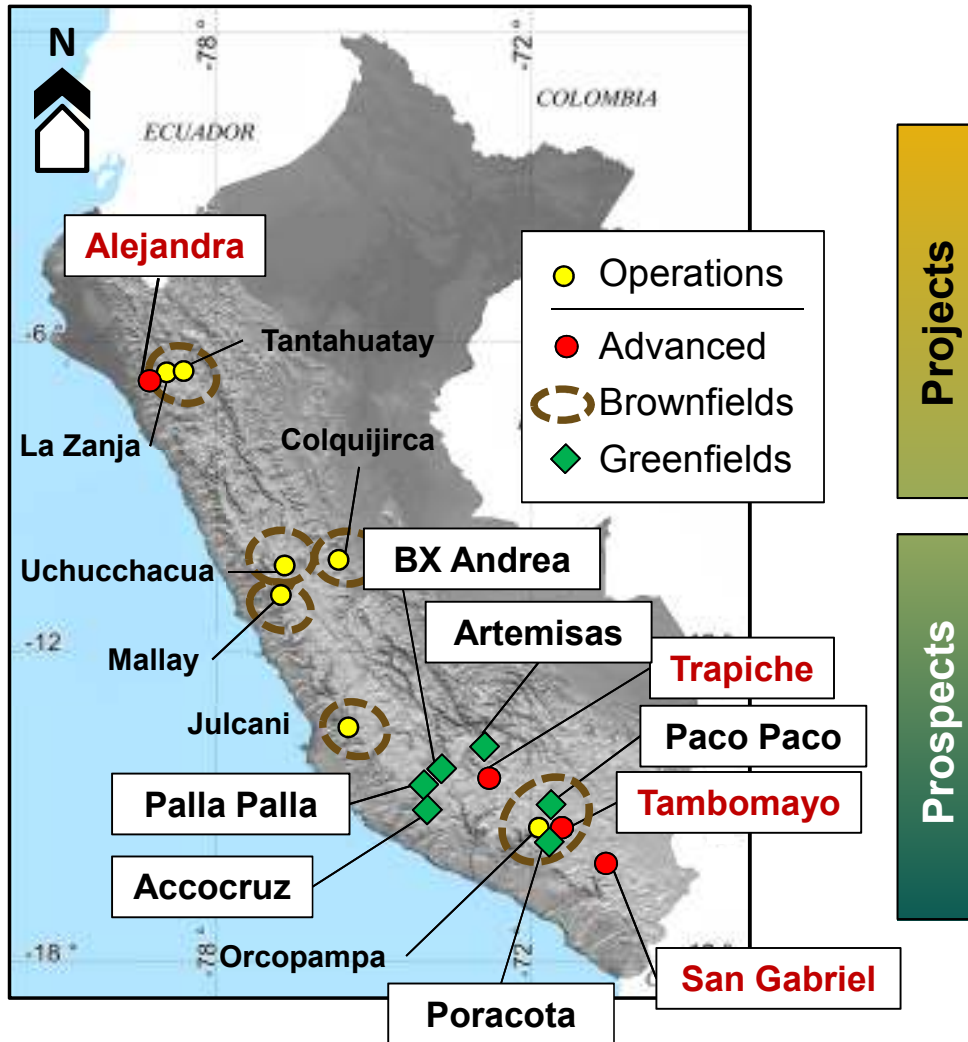 N
-78°
-72°
COLOMBIA
ECUADOR
Alejandra
Operations
-6°
Tantahuatay
Advanced
Projects
Brownfields
La Zanja
Colquijirca
Greenfields
BX Andrea
Uchucchacua
Artemisas
-12
Mallay
Trapiche
Julcani
Paco Paco
Prospects
Palla Palla
Tambomayo
Accocruz
Orcopampa
-18°
-78
-72
San Gabriel
Poracota